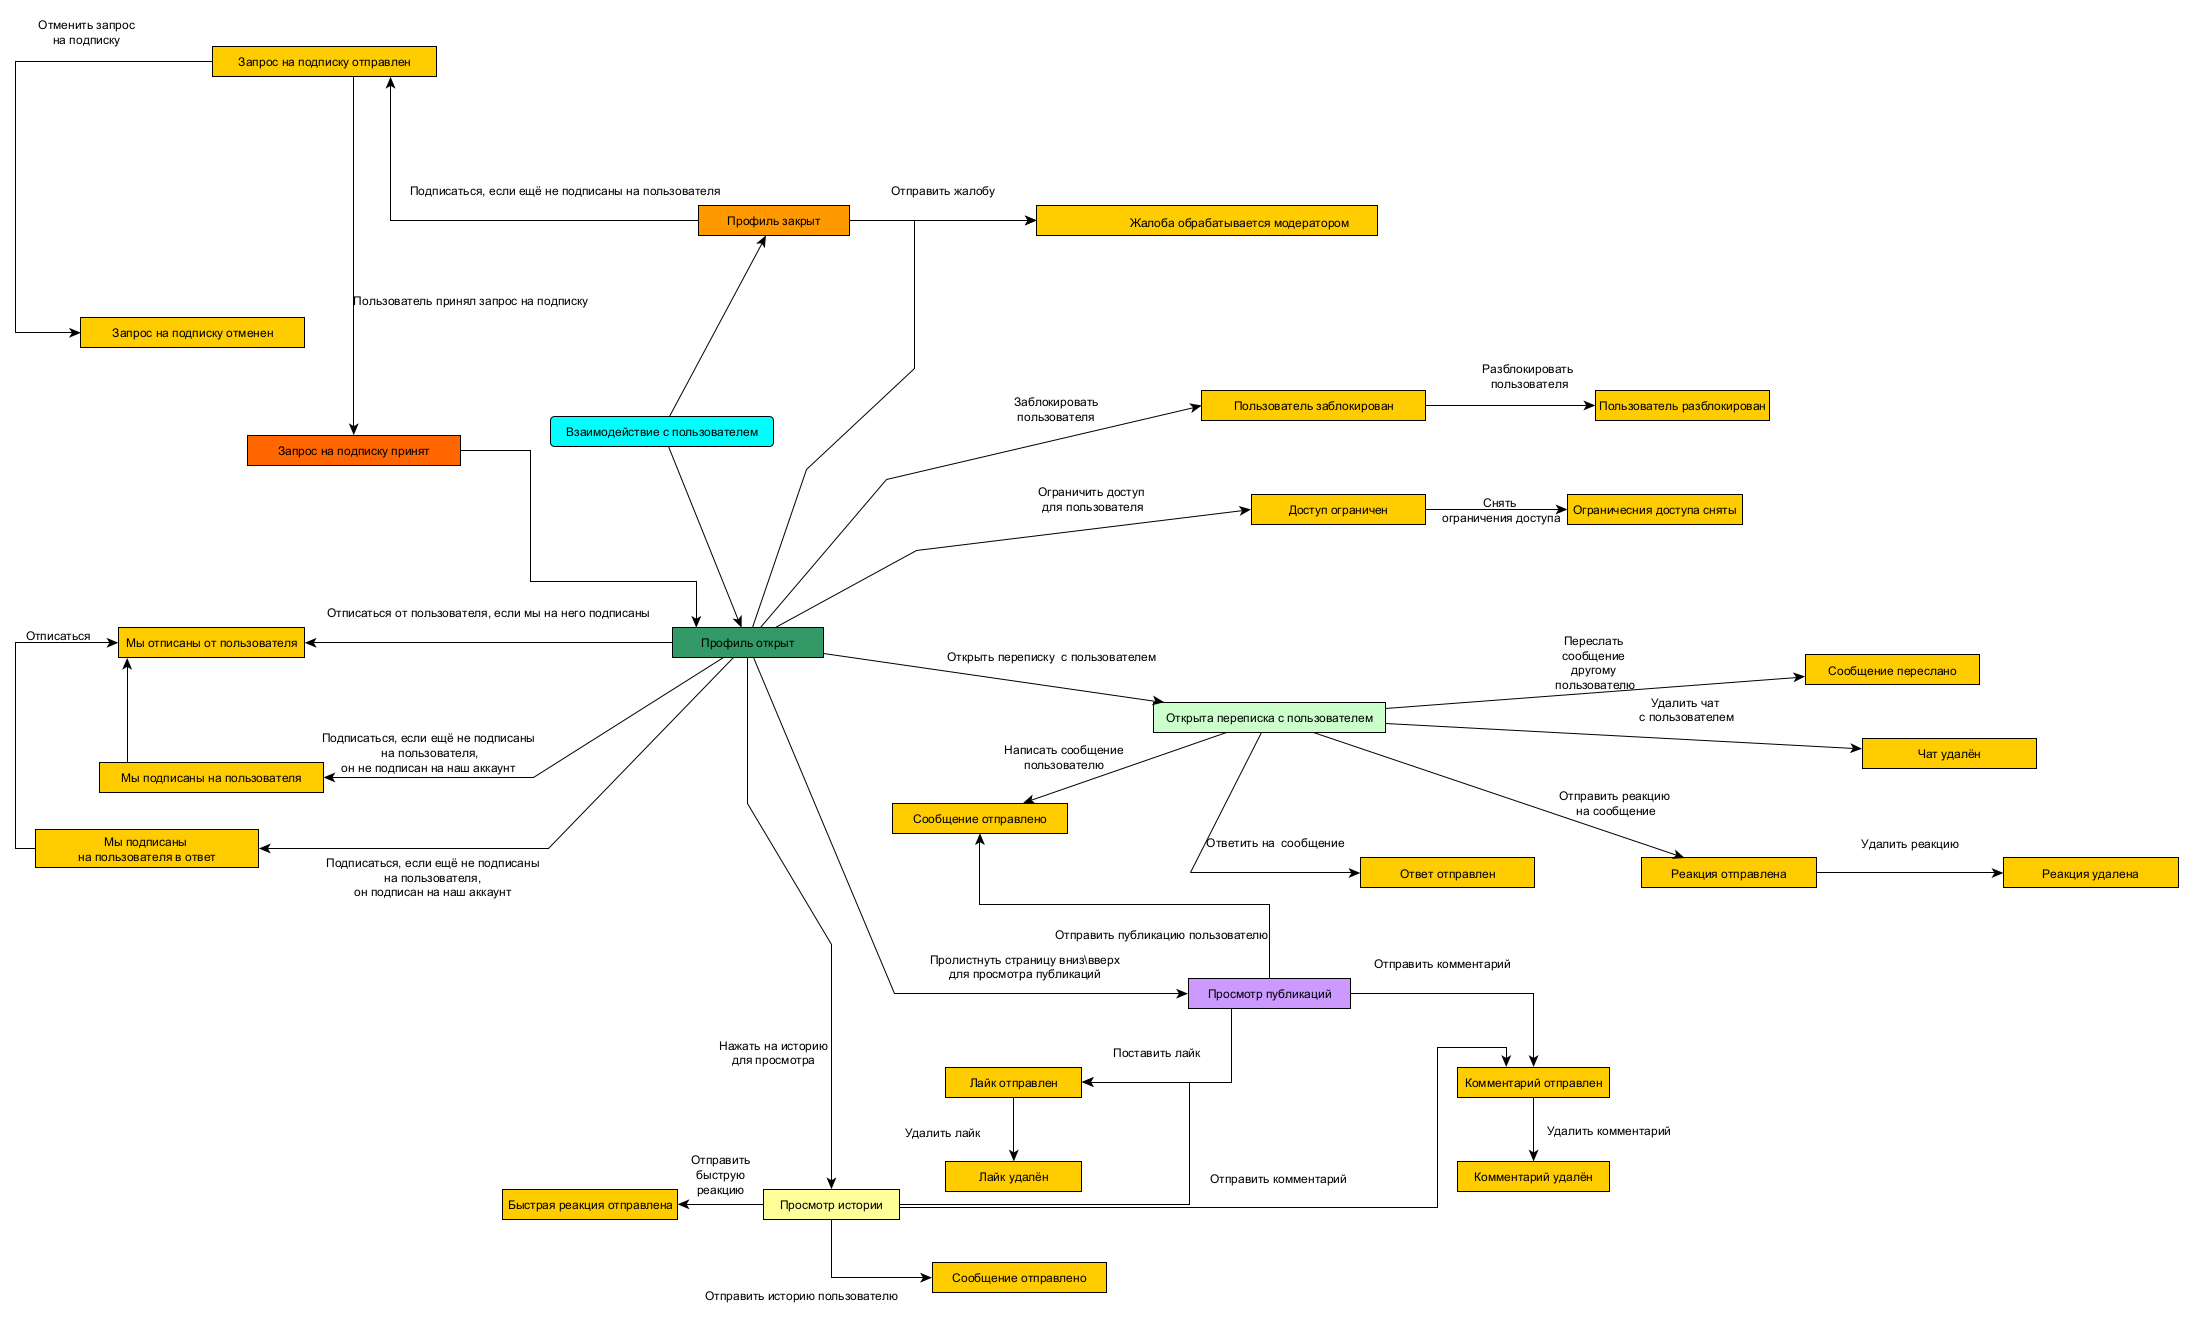 Отменить запрос
на подписку
Запрос на подписку отправлен
Подписаться, если ещё не подписаны на пользователя
Отправить жалобу
Профиль закрыт
Жалоба обрабатывается модератором
Пользователь принял запрос на подписку
Запрос на подписку отменен
Разблокировать
пользователя
Заблокировать
пользователя
Пользователь заблокирован
Пользователь разблокирован
Взаимодействие с пользователем
Запрос на подписку принят
Ограничить доступ
для пользователя
Доступ ограничен
Снять
ограничения доступа
Ограничесния доступа сняты
Отписаться от пользователя, если мы на него подписаны
Отписаться
Мы отписаны от пользователя
Профиль открыт
Открыть переписку  с пользователем
Переслать
сообщение
другому
пользователю
Сообщение переслано
Удалить чат
с пользователем
Открыта переписка с пользователем
Подписаться, если ещё не подписаны
на пользователя,
он не подписан на наш аккаунт
Написать сообщение
пользователю
Чат удалён
Мы подписаны на пользователя
Отправить реакцию
на сообщение
Сообщение отправлено
Мы подписаны
на пользователя в ответ
Ответить на  сообщение
Удалить реакцию
Подписаться, если ещё не подписаны
на пользователя,
он подписан на наш аккаунт
Ответ отправлен
Реакция отправлена
Реакция удалена
Отправить публикацию пользователю
Пролистнуть страницу вниз\вверх
для просмотра публикаций
Отправить комментарий
Просмотр публикаций
Нажать на историю
для просмотра
Поставить лайк
Лайк отправлен
Комментарий отправлен
Удалить лайк
Удалить комментарий
Отправить
быструю
реакцию
Лайк удалён
Отправить комментарий
Комментарий удалён
Быстрая реакция отправлена
Просмотр истории
Сообщение отправлено
Отправить историю пользователю